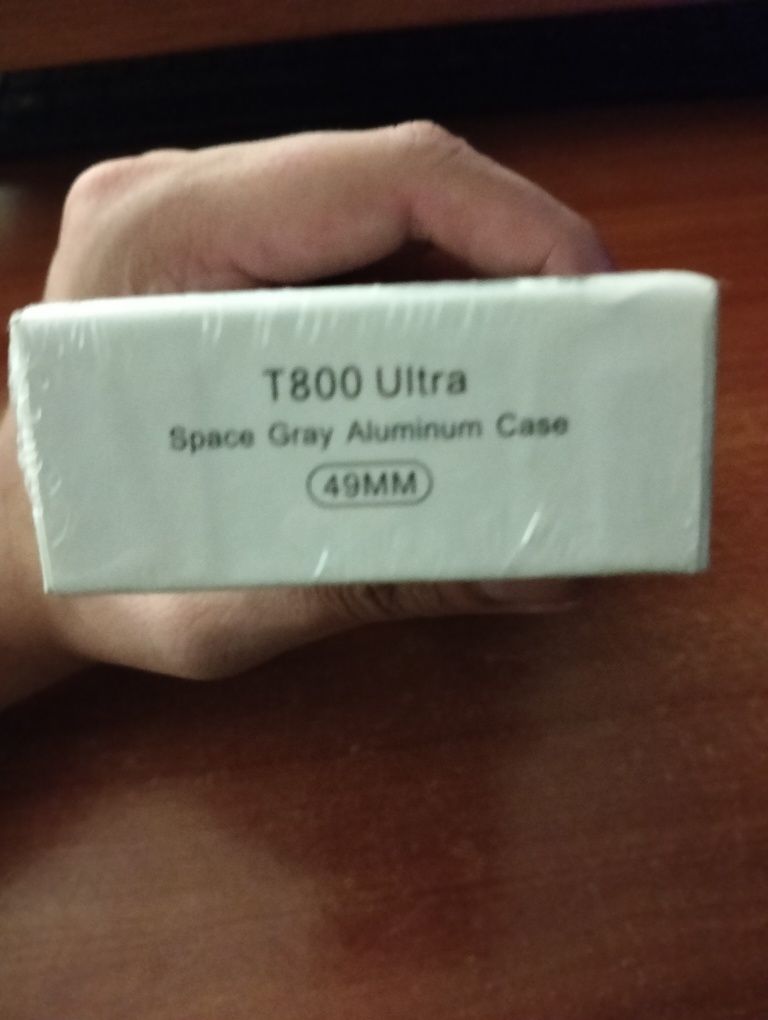 T800 Ultra
Space Gray Aluminum Case
49MM